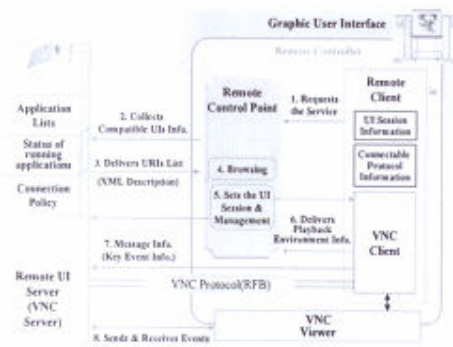 Graphic User Interface
Remote Controller
Remote
Control Point
Remote
Client
Application
Lists
Status of
running
applications
Connection
Policy
1. Requests
the Service
2. Collects
Compatible UIs Info.
UI Session
Information
Connectable
Protocol
Information
3. Delivers URIs List
(XML Description)
4. Browsing
5. Sets the UI
Session &
Management
6. Delivers
Playback
Environment Info.
7. Message Info.
(Key Event Info.)
VNC
Client
VNC Protocol(RFB)
Remote UI
Server
(VNC
Server)
VNC
Viewer
8. Sends & Receives Events